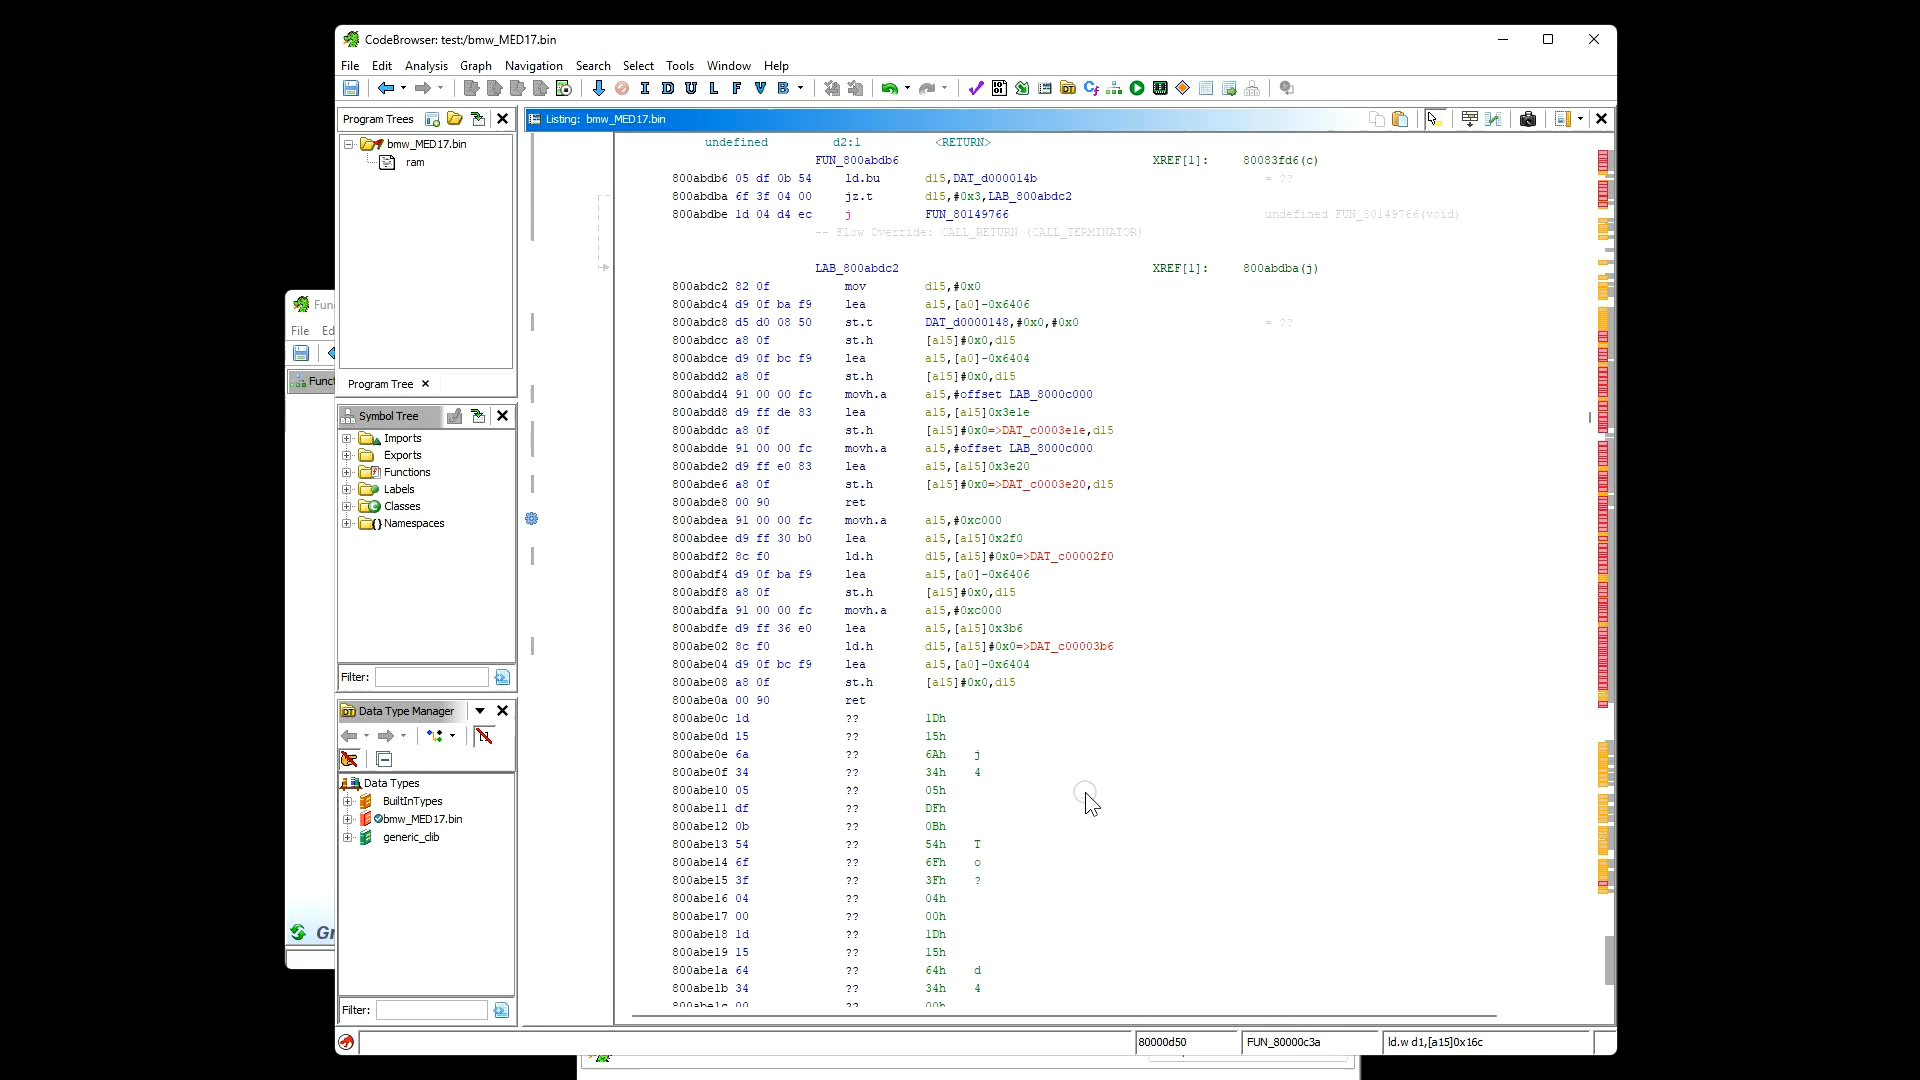 CodeBrowser: test:/bmw_MED17.bin
File Edit Analysis Graph Navigation Search Select Tools Window Help
I D U L F V B
Program Trees
Listing: bmw_MED17.bin
bmw_MED17.bin
ram
Program Tree
Symbol Tree
Imports
Exports
Functions
Labels
Classes
Namespaces
Filter:
Data Type Manager
Data Types
BuiltInTypes
bmw_MED17.bin
generic_clib
Filter:
Fun
File Ed
Funct
Gr
undefined d2:1 <RETURN>
FUN_800abdb6 XREF[1]: 80083fd6(c)
800abdb6 05 df 0b 54 ld.bu d15,DAT_d000014b = ??
800abdba 6f 3f 04 00 jz.t d15,#0x3,LAB_800abdc2
800abdbe 1d 04 d4 ec j FUN_80149766 undefined FUN_80149766(void)
-- Flow Override: CALL_RETURN (CALL_TERMINATOR)
LAB_800abdc2 XREF[1]: 800abdba(j)
800abdc2 82 0f mov d15,#0x0
800abdc4 d9 0f ba f9 lea a15,[a0]-0x6406
800abdc8 d5 d0 08 50 st.t DAT_d0000148,#0x0,#0x0 = ??
800abdcc a8 0f st.h [a15]#0x0,d15
800abdce d9 0f bc f9 lea a15,[a0]-0x6404
800abdd2 a8 0f st.h [a15]#0x0,d15
800abdd4 91 00 00 fc movh.a a15,#offset LAB_8000c000
800abdd8 d9 ff de 83 lea a15,[a15]0x3e1e
800abddc a8 0f st.h [a15]#0x0=>DAT_c0003e1e,d15
800abdde 91 00 00 fc movh.a a15,#offset LAB_8000c000
800abde2 d9 ff e0 83 lea a15,[a15]0x3e20
800abde6 a8 0f st.h [a15]#0x0=>DAT_c0003e20,d15
800abde8 00 90 ret
800abdea 91 00 00 fc movh.a a15,#0xc000
800abdee d9 ff 30 b0 lea a15,[a15]0x2f0
800abdf2 8c f0 ld.h d15,[a15]#0x0=>DAT_c00002f0
800abdf4 d9 0f ba f9 lea a15,[a0]-0x6406
800abdf8 a8 0f st.h [a15]#0x0,d15
800abdfa 91 00 00 fc movh.a a15,#0xc000
800abdfe d9 ff 36 e0 lea a15,[a15]0x3b6
800abe02 8c f0 ld.h d15,[a15]#0x0=>DAT_c00003b6
800abe04 d9 0f bc f9 lea a15,[a0]-0x6404
800abe08 a8 0f st.h [a15]#0x0,d15
800abe0a 00 90 ret
800abe0c 1d ?? 1Dh
800abe0d 15 ?? 15h
800abe0e 6a ?? 6Ah j
800abe0f 34 ?? 34h 4
800abe10 05 ?? 05h
800abe11 df ?? DFh
800abe12 0b ?? 0Bh
800abe13 54 ?? 54h T
800abe14 6f ?? 6Fh o
800abe15 3f ?? 3Fh ?
800abe16 04 ?? 04h
800abe17 00 ?? 00h
800abe18 1d ?? 1Dh
800abe19 15 ?? 15h
800abe1a 64 ?? 64h d
800abe1b 34 ?? 34h 4
800abe1c 00 ?? 00h
80000d50 FUN_80000c3a ld.w d1,[a15]0x16c